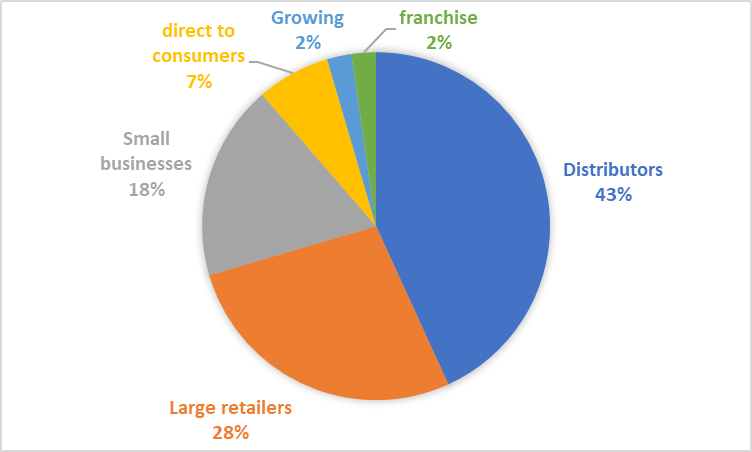 Growing
2%
franchise
2%
direct to
consumers
7%
Small
businesses
18%
Distributors
43%
Large retailers
28%